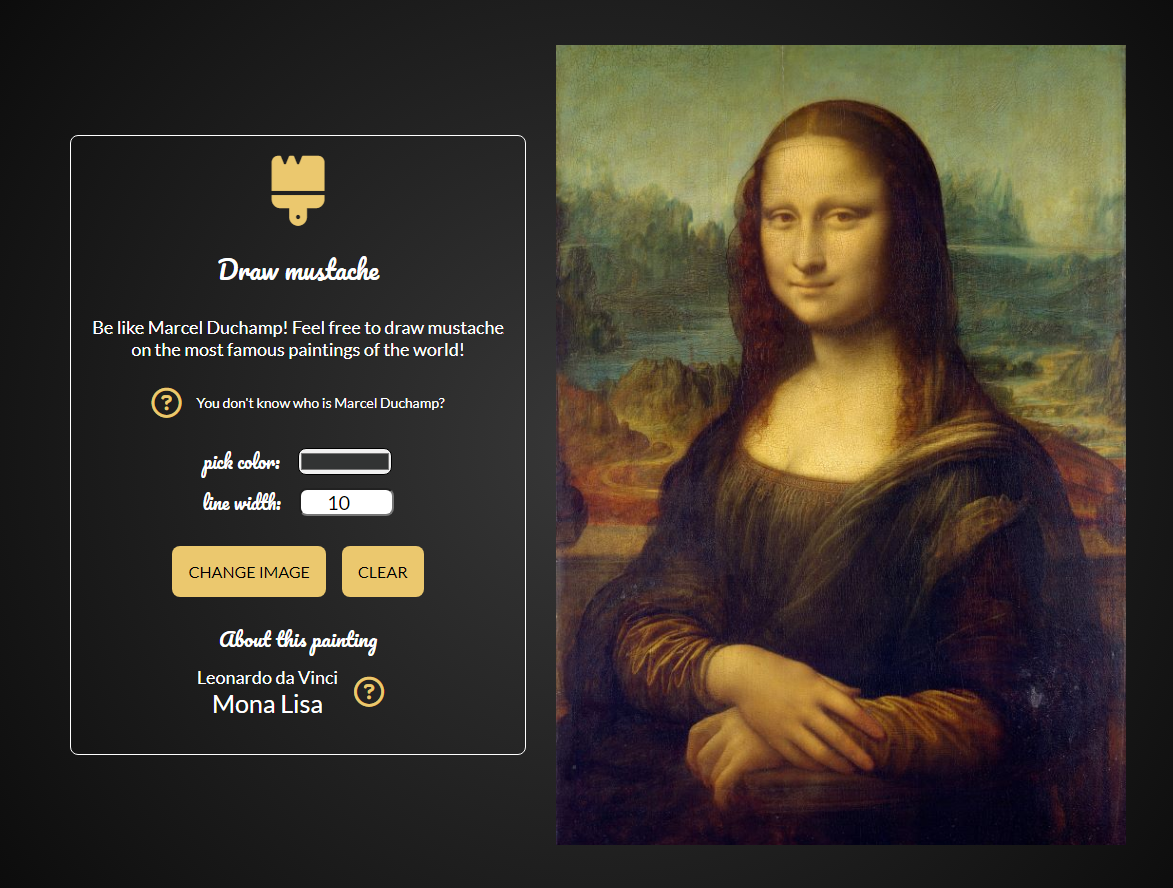 Draw mustache
Be like Marcel Duchamp! Feel free to draw mustache
on the most famous paintings of the world!
You don't know who is Marcel Duchamp?
pick color:
line width:
10
CHANGE IMAGE
CLEAR
About this painting
Leonardo da Vinci
Mona Lisa